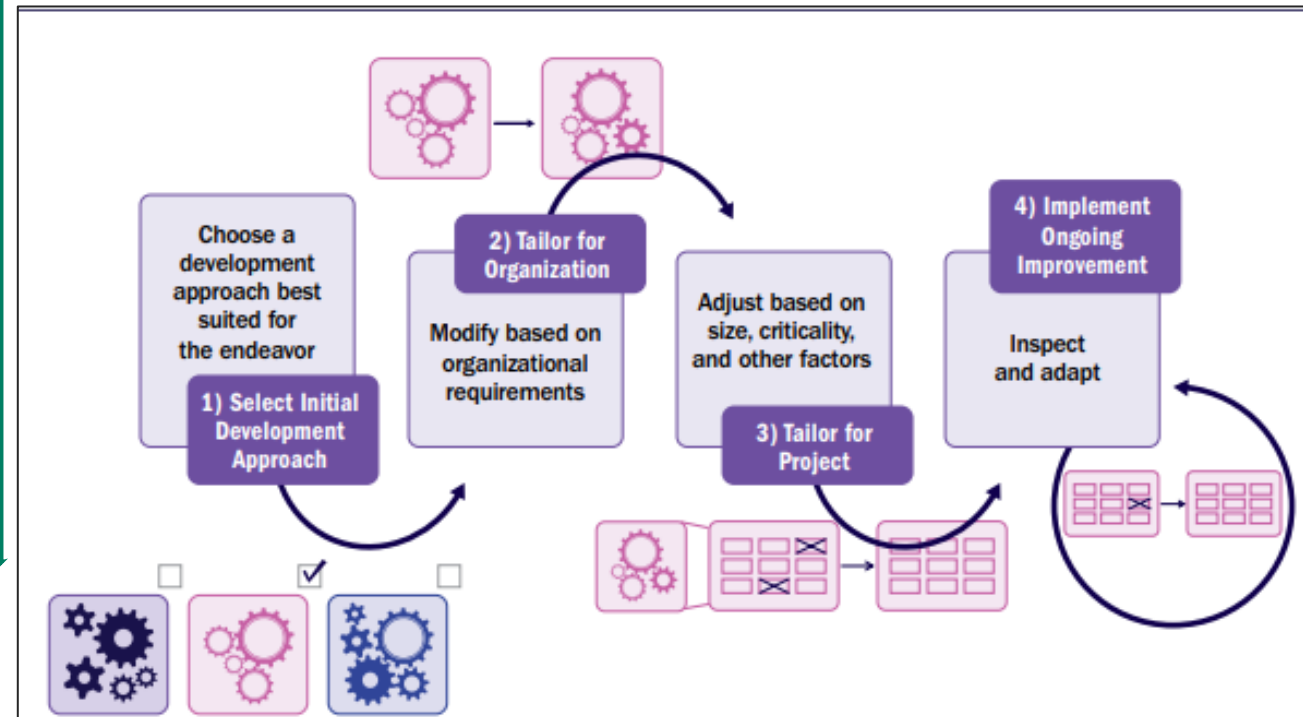 Choose a
development
approach best
suited for
the endeavor
1) Select Initial
Development
Approach
2) Tailor for
Organization
Modify based on
organizational
requirements
Adjust based on
size, criticality,
and other factors
3) Tailor for
Project
4) Implement
Ongoing
Improvement
Inspect
and adapt